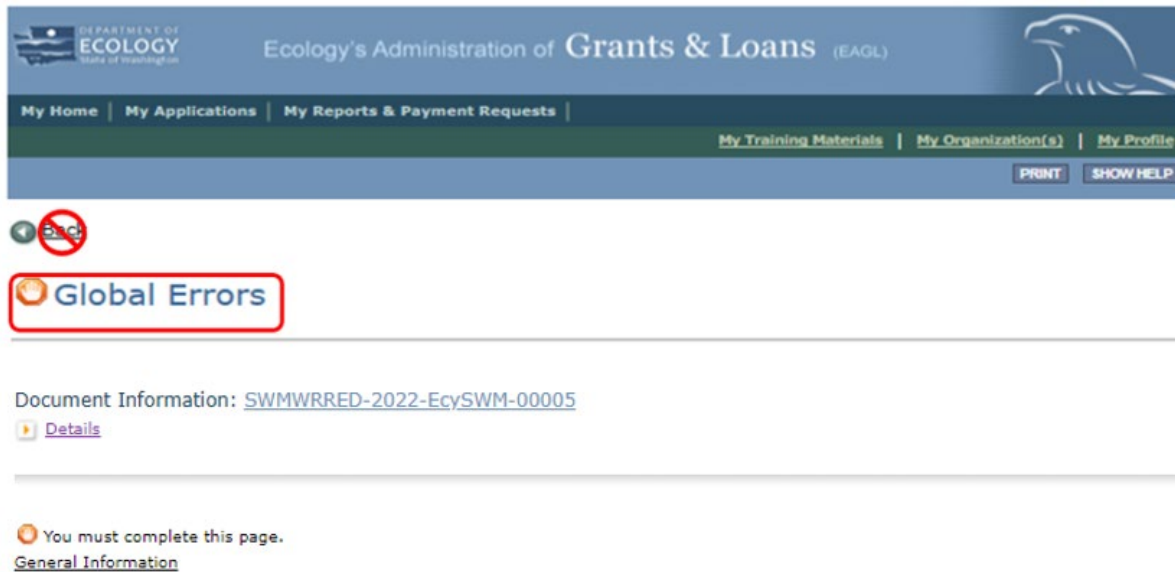 DEPARTMENT OF
ECOLOGY
State of Washington
Ecology's Administration of Grants & Loans (EAGL)
My Home | My Applications | My Reports & Payment Requests |
My Training Materials | My Organization(s) | My Profile
PRINT SHOW HELP
Back
Global Errors
Document Information: SWMWRRED-2022-EcySWM-00005
Details
You must complete this page.
General Information